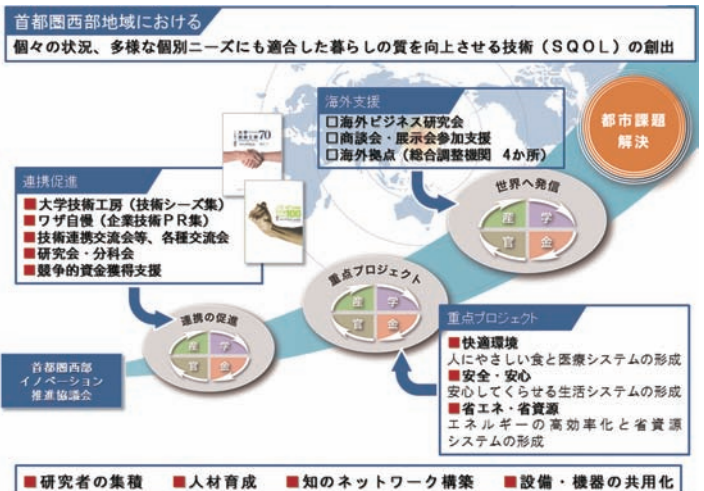 首都圏西部地域における
個々の状況、多様な個別ニーズにも適合した暮らしの質を向上させる技術（SQOL）の創出
海外支援
□海外ビジネス研究会
□商談会・展示会参加支援
□海外拠点（総合調整機関 4か所）
都市課題
解決
70
100
連携促進
■大学技術工房（技術シーズ集）
■ワザ自慢（企業技術PR集）
■技術連携交流会等、各種交流会
■研究会・分科会
■競争的資金獲得支援
世界へ発信
産 学
官 金
重点プロジェクト
産 学
官 金
連携の促進
産 学
官 金
重点プロジェクト
■快適環境
人にやさしい食と医療システムの形成
■安全・安心
安心してくらせる生活システムの形成
■省エネ・省資源
エネルギーの高効率化と省資源
システムの形成
首都圏西部
イノベーション
推進協議会
■研究者の集積 ■人材育成 ■知のネットワーク構築 ■設備・機器の共用化